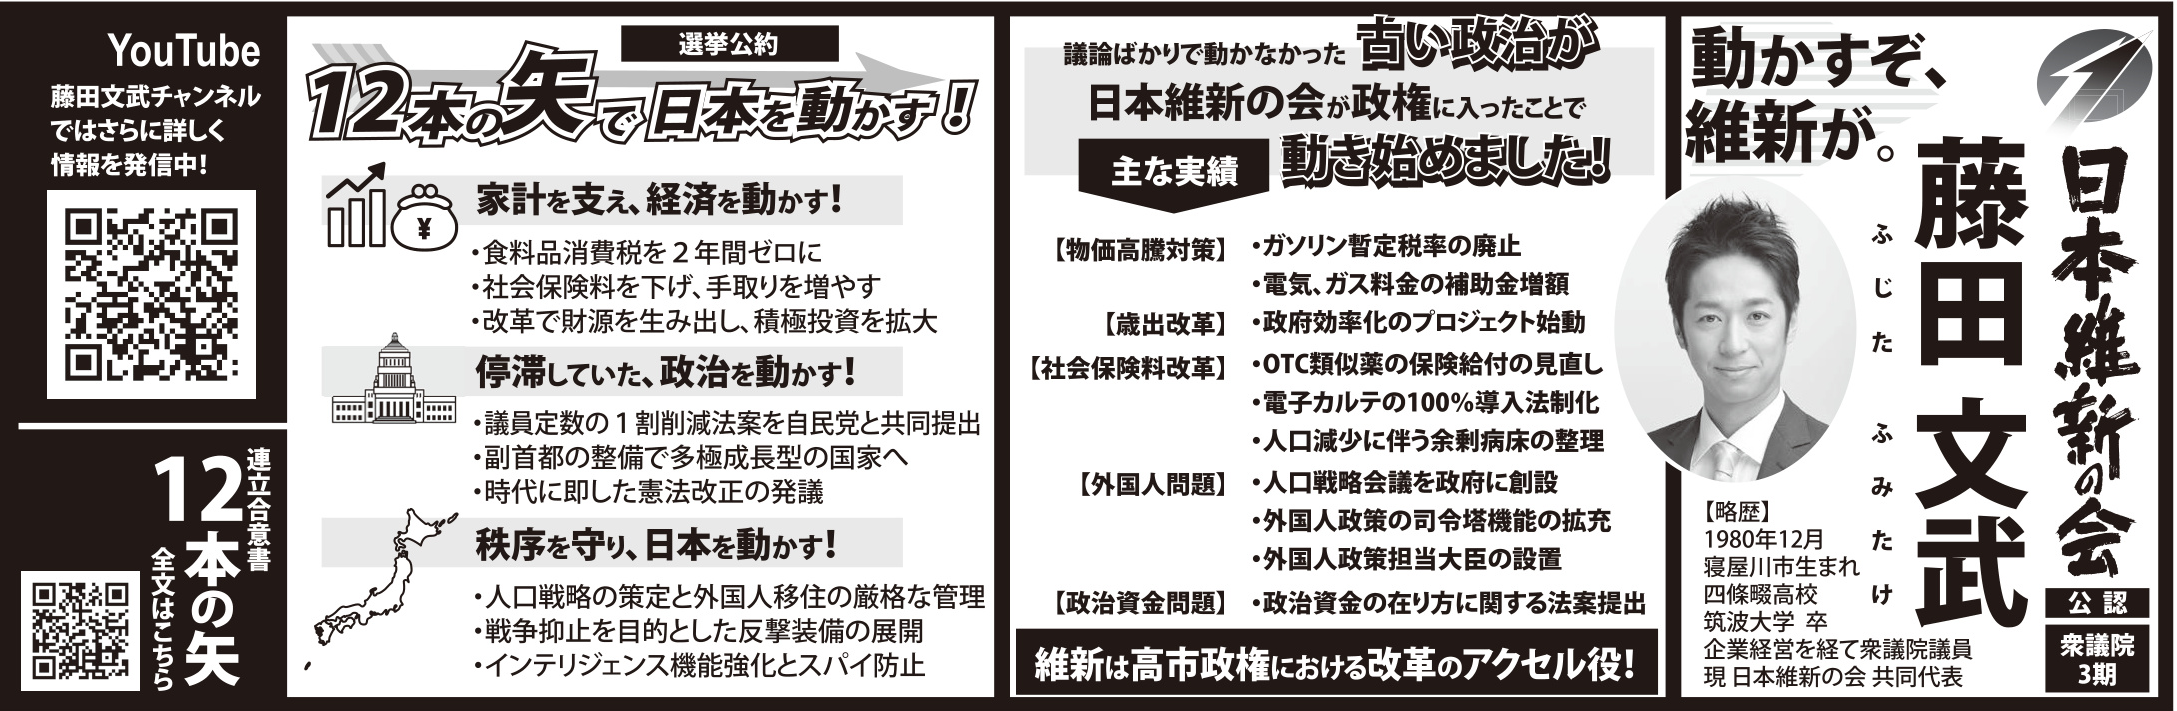 日本維新の会
公認
衆議院
3期
動かすぞ、
維新が。
藤田 文武
ふじた ふみたけ
【略歴】
1980年12月
寝屋川市生まれ
四條畷高校
筑波大学 卒
企業経営を経て衆議院議員
現 日本維新の会 共同代表
議論ばかりで動かなかった 古い政治が
日本維新の会が政権に入ったことで
主な実績 動き始めました!
【物価高騰対策】 ・ガソリン暫定税率の廃止
・電気、ガス料金の補助金増額
【歳出改革】 ・政府効率化のプロジェクト始動
【社会保険料改革】 ・OTC類似薬の保険給付の見直し
・電子カルテの100%導入法制化
・人口減少に伴う余剰病床の整理
【外国人問題】 ・人口戦略会議を政府に創設
・外国人政策の司令塔機能の拡充
・外国人政策担当大臣の設置
【政治資金問題】 ・政治資金の在り方に関する法案提出
維新は高市政権における改革のアクセル役!
選挙公約
12本の矢で日本を動かす!
¥
家計を支え、経済を動かす!
・食料品消費税を2年間ゼロに
・社会保険料を下げ、手取りを増やす
・改革で財源を生み出し、積極投資を拡大
停滞していた、政治を動かす!
・議員定数の1割削減法案を自民党と共同提出
・副首都の整備で多極成長型の国家へ
・時代に即した憲法改正の発議
秩序を守り、日本を動かす!
・人口戦略の策定と外国人移住の厳格な管理
・戦争抑止を目的とした反撃装備の展開
・インテリジェンス機能強化とスパイ防止
YouTube
藤田文武チャンネル
ではさらに詳しく
情報を発信中!
連立合意書
12本の矢
全文はこちら